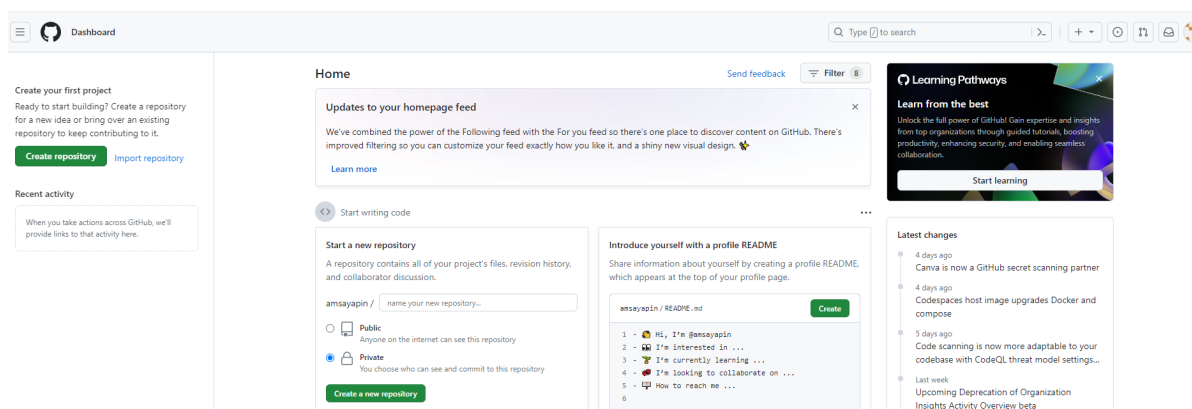 Dashboard
Type / to search
Create your first project
Ready to start building? Create a repository
for a new idea or bring over an existing
repository to keep contributing to it.
Create repository
Import repository
Recent activity
When you take actions across GitHub, we'll
provide links to that activity here.
Home
Send feedback
Filter 8
Updates to your homepage feed
We've combined the power of the Following feed with the For you feed so there's one place to discover content on GitHub. There's
improved filtering so you can customize your feed exactly how you like it, and a shiny new visual design. ✨
Learn more
Start writing code
Start a new repository
A repository contains all of your project's files, revision history,
and collaborator discussion.
amsayapin /
name your new repository...
Public
Anyone on the internet can see this repository
Private
You choose who can see and commit to this repository
Create a new repository
Introduce yourself with a profile README
Share information about yourself by creating a profile README,
which appears at the top of your profile page.
amsayapin/README.md
Create
1 - 👋 Hi, I'm @amsayapin
2 - 👀 I'm interested in ...
3 - 🌱 I'm currently learning ...
4 - 💞️ I'm looking to collaborate on ...
5 - 📫 How to reach me ...
6
Learning Pathways
Learn from the best
Unlock the full power of GitHub! Gain expertise and insights
from top organizations through guided tutorials, boosting
productivity, enhancing security, and enabling seamless
collaboration.
Start learning
Latest changes
4 days ago
Canva is now a GitHub secret scanning partner
4 days ago
Codespaces host image upgrades Docker and
compose
5 days ago
Code scanning is now more adaptable to your
codebase with CodeQL threat model settings...
Last week
Upcoming Deprecation of Organization
Insights Activity Overview beta